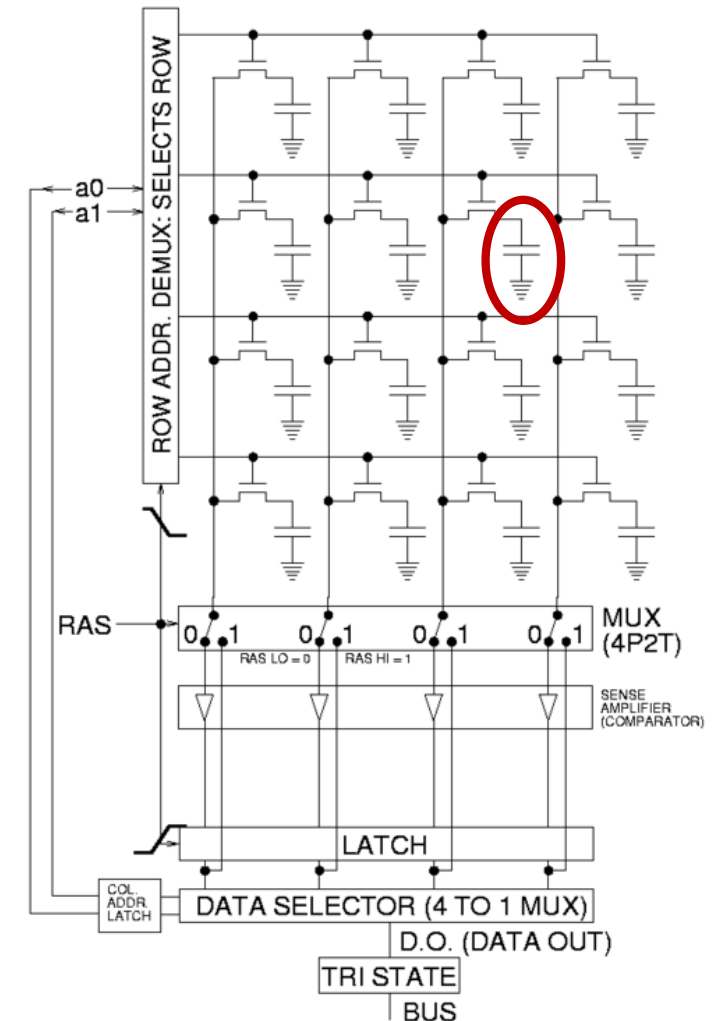 ROW ADDR. DEMUX: SELECTS ROW
a0
a1
RAS
0 1 0 1 0 1 0 1
RAS LO = 0 RAS HI = 1
MUX
(4P2T)
SENSE
AMPLIFIER
(COMPARATOR)
LATCH
COL.
ADDR.
LATCH
DATA SELECTOR (4 TO 1 MUX)
D.O. (DATA OUT)
TRI STATE
BUS